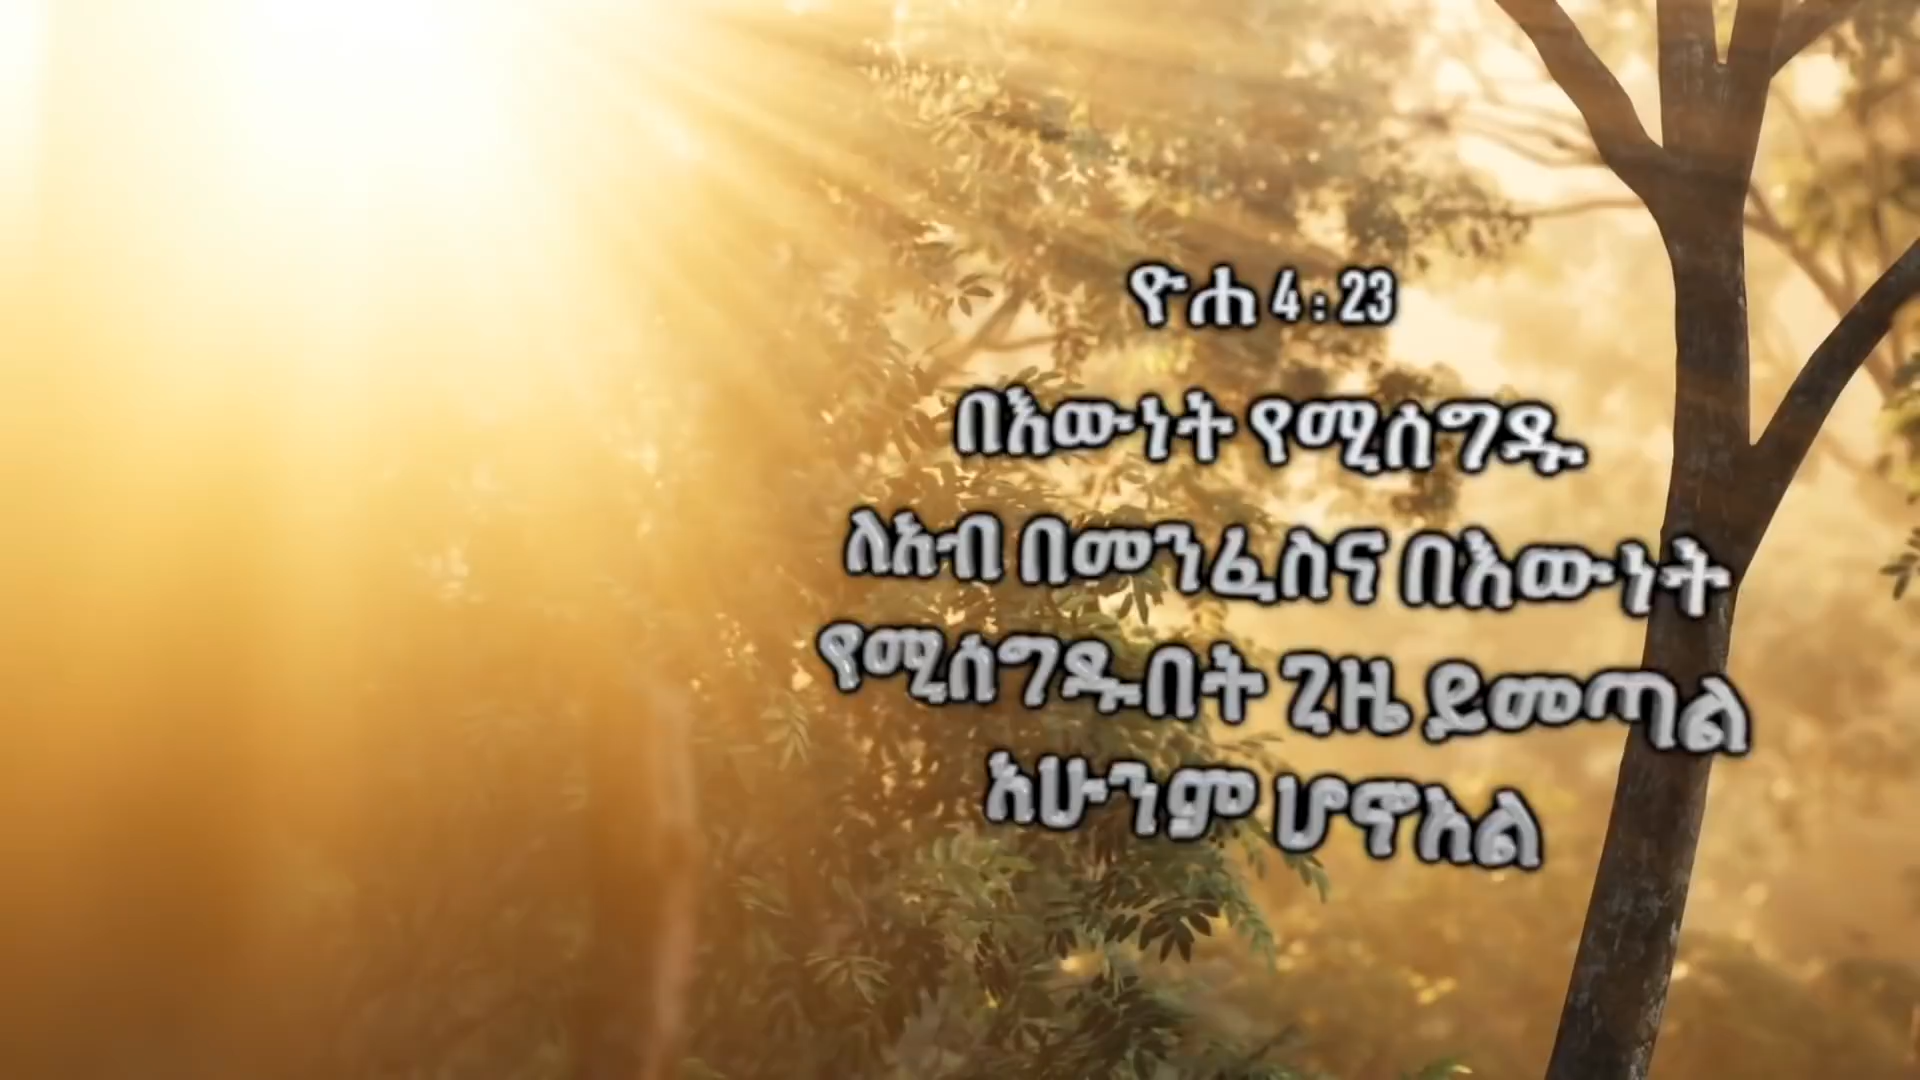 ዮሐ 4 : 23
በእውነት የሚሰግዱ
ለአብ በመንፈስና በእውነት
የሚሰግዱበት ጊዜ ይመጣል
አሁንም ሆኖአል